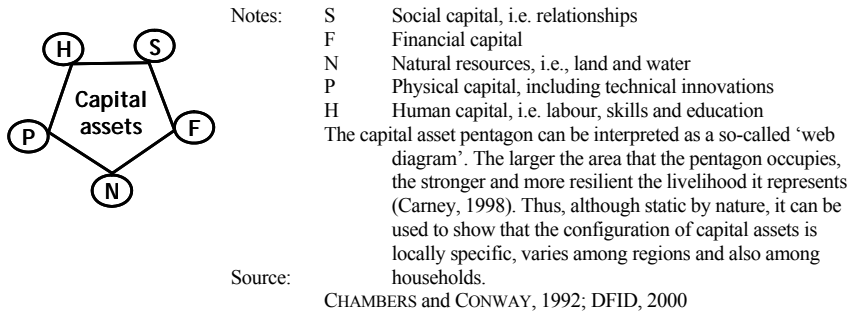 H
S
Capital
assets
P
F
N
Notes: S Social capital, i.e. relationships
F Financial capital
N Natural resources, i.e., land and water
P Physical capital, including technical innovations
H Human capital, i.e. labour, skills and education
The capital asset pentagon can be interpreted as a so-called ‘web
diagram’. The larger the area that the pentagon occupies,
the stronger and more resilient the livelihood it represents
(Carney, 1998). Thus, although static by nature, it can be
used to show that the configuration of capital assets is
locally specific, varies among regions and also among
Source: households.
CHAMBERS and CONWAY, 1992; DFID, 2000